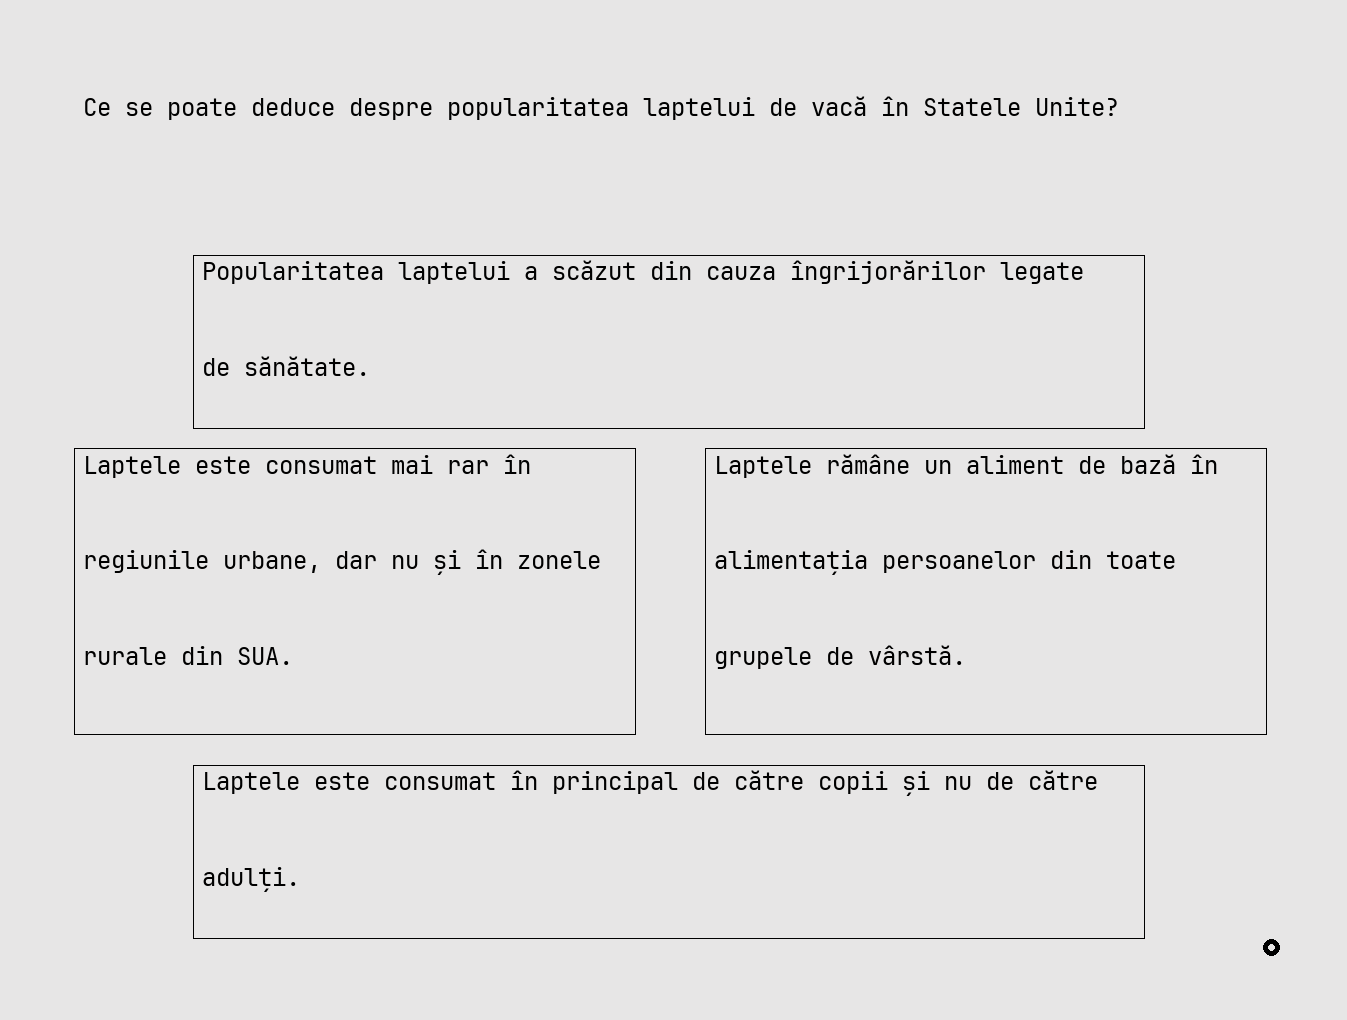 Ce se poate deduce despre popularitatea laptelui de vacă în Statele Unite?
Popularitatea laptelui a scăzut din cauza îngrijorărilor legate
de sănătate.
Laptele este consumat mai rar în
regiunile urbane, dar nu și în zonele
rurale din SUA.
Laptele rămâne un aliment de bază în
alimentația persoanelor din toate
grupele de vârstă.
Laptele este consumat în principal de către copii și nu de către
adulți.